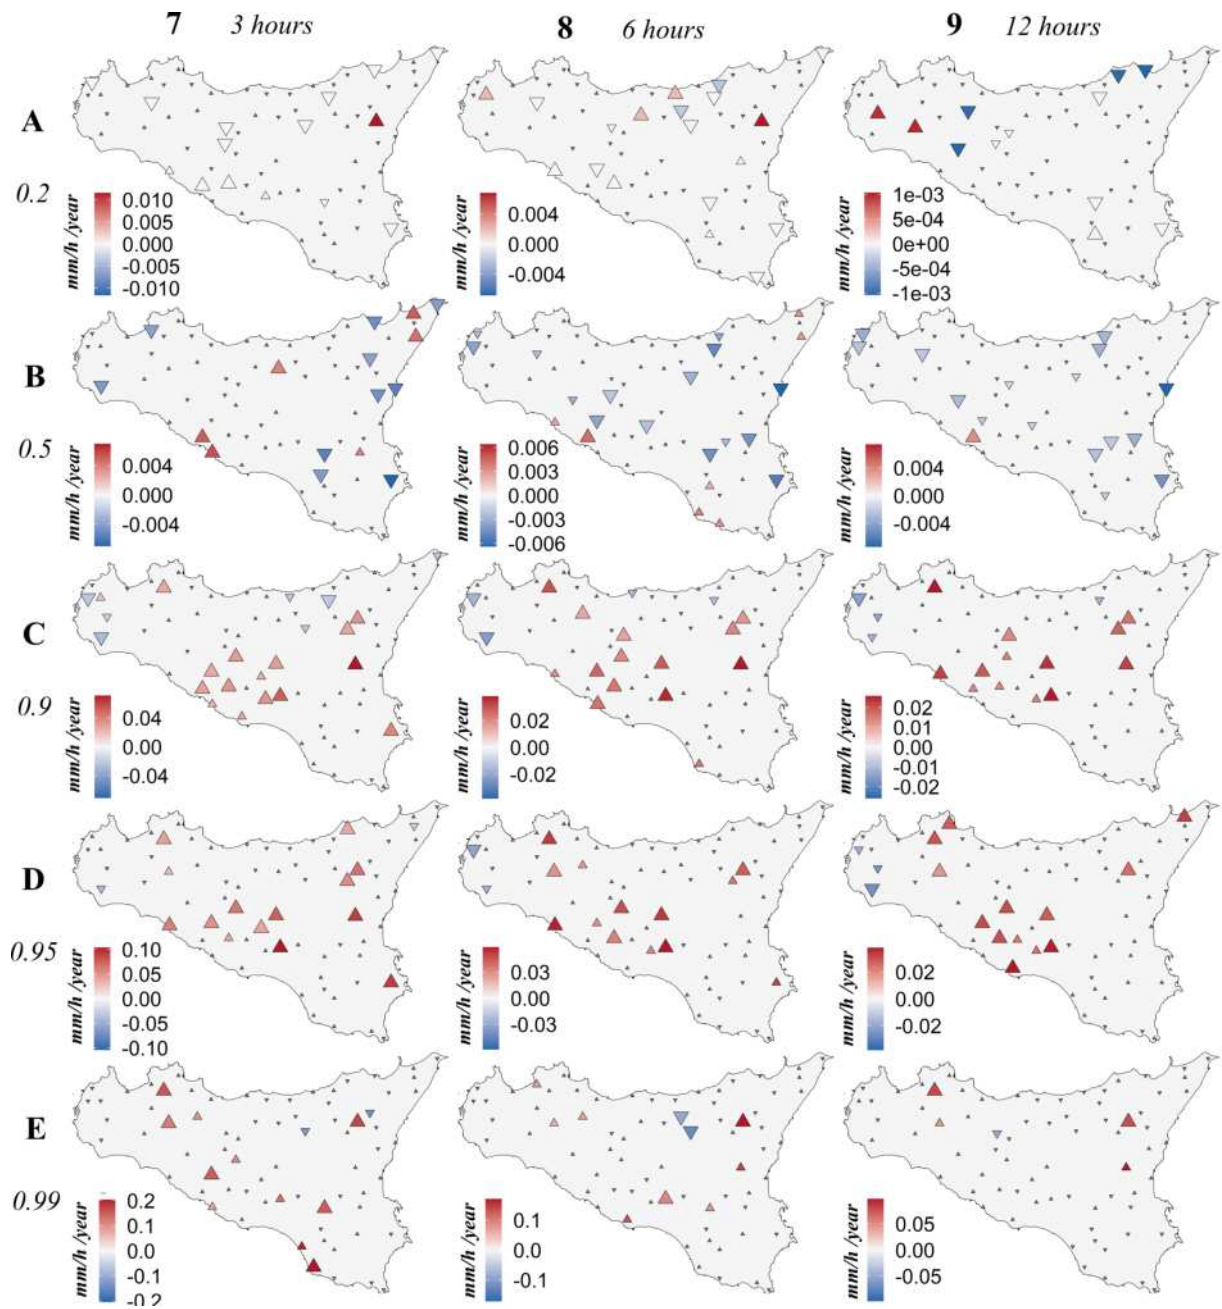 7 3 hours 8 6 hours 9 12 hours
A
0.2
mm/h /year
0.010
0.005
0.000
-0.005
-0.010
mm/h /year
0.004
0.000
-0.004
mm/h /year
1e-03
5e-04
0e+00
-5e-04
-1e-03
B
0.5
mm/h /year
0.004
0.000
-0.004
mm/h /year
0.006
0.003
0.000
-0.003
-0.006
mm/h /year
0.004
0.000
-0.004
C
0.9
mm/h /year
0.04
0.00
-0.04
mm/h /year
0.02
0.00
-0.02
mm/h /year
0.02
0.01
0.00
-0.01
-0.02
D
0.95
mm/h /year
0.10
0.05
0.00
-0.05
-0.10
mm/h /year
0.03
0.00
-0.03
mm/h /year
0.02
0.00
-0.02
E
0.99
mm/h /year
0.2
0.1
0.0
-0.1
-0.2
mm/h /year
0.1
0.0
-0.1
mm/h /year
0.05
0.00
-0.05